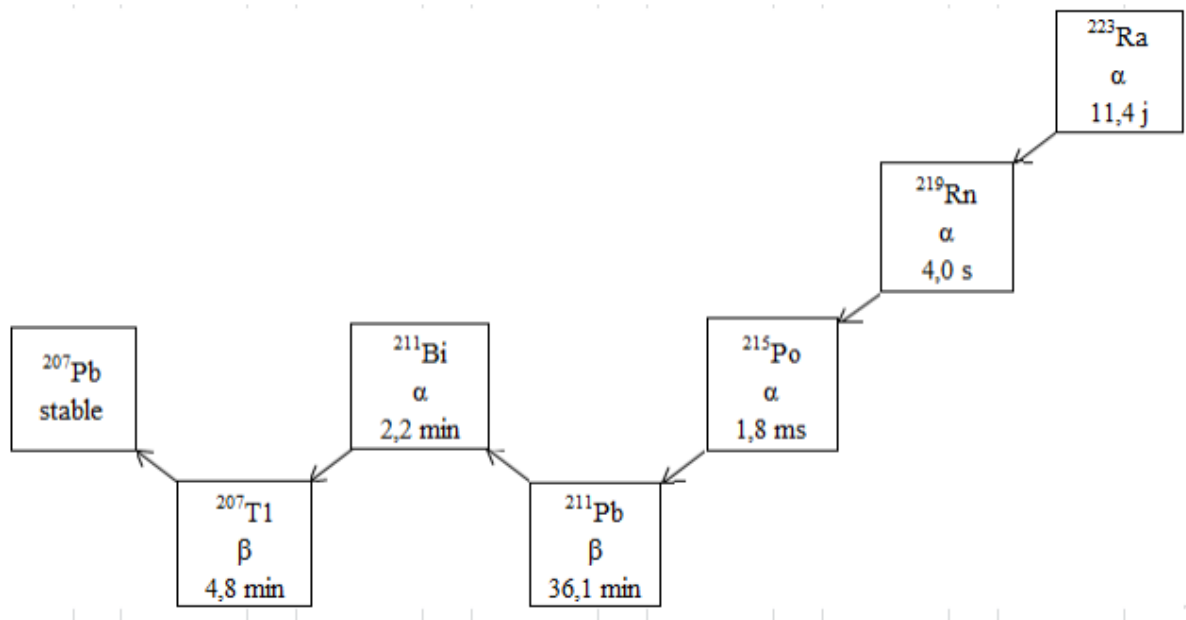 ²²³Ra
α
11,4 j
²¹⁹Rn
α
4,0 s
²¹⁵Po
α
1,8 ms
²¹¹Pb
β
36,1 min
²¹¹Bi
α
2,2 min
²⁰⁷T1
β
4,8 min
²⁰⁷Pb
stable